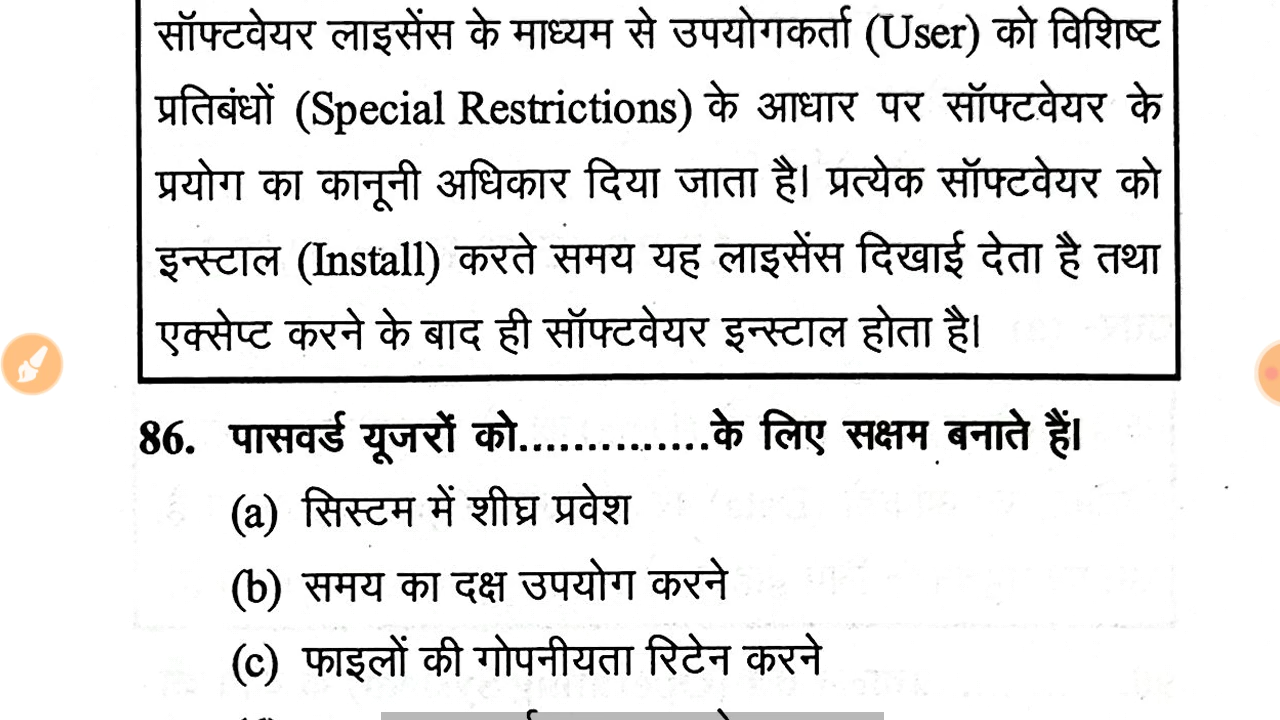 सॉफ्टवेयर लाइसेंस के माध्यम से उपयोगकर्ता (User) को विशिष्ट
प्रतिबंधों (Special Restrictions) के आधार पर सॉफ्टवेयर के
प्रयोग का कानूनी अधिकार दिया जाता है। प्रत्येक सॉफ्टवेयर को
इन्स्टाल (Install) करते समय यह लाइसेंस दिखाई देता है तथा
एक्सेप्ट करने के बाद ही सॉफ्टवेयर इन्स्टाल होता है।
86. पासवर्ड यूजरों को..............के लिए सक्षम बनाते हैं।
(a) सिस्टम में शीघ्र प्रवेश
(b) समय का दक्ष उपयोग करने
(c) फाइलों की गोपनीयता रिटेन करने